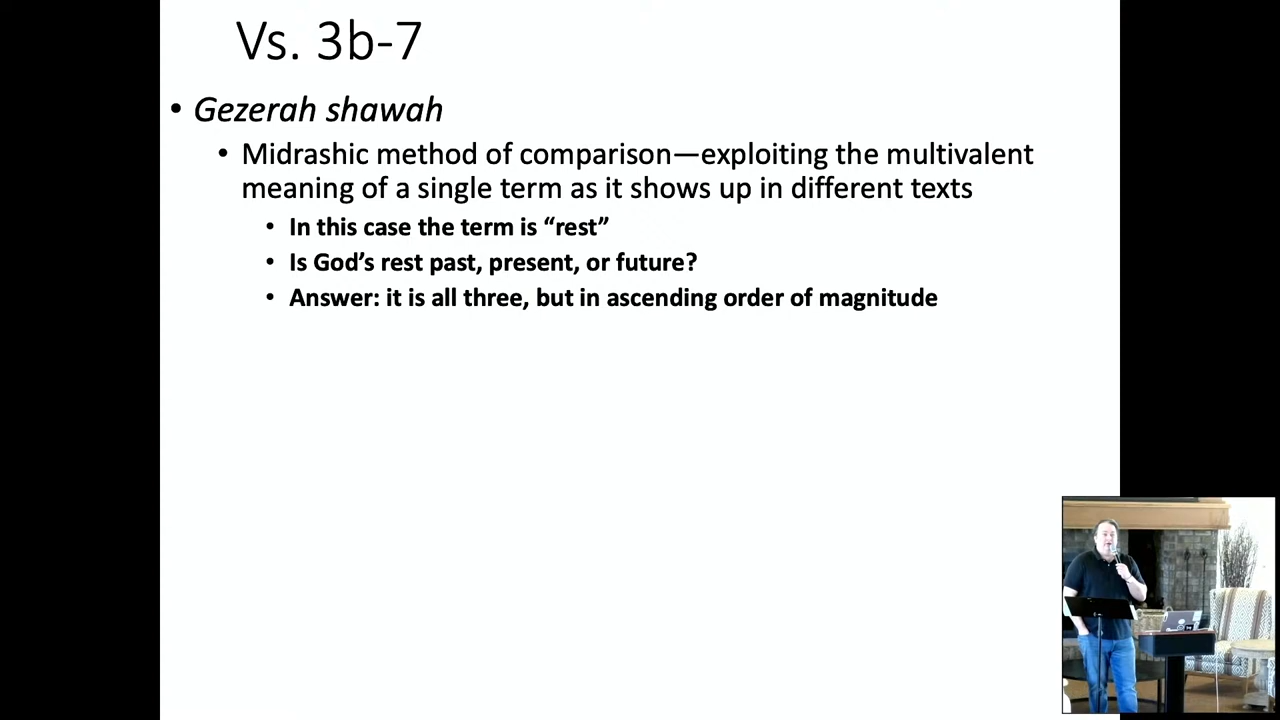 Vs. 3b-7
• Gezerah shawah
• Midrashic method of comparison—exploiting the multivalent
meaning of a single term as it shows up in different texts
• In this case the term is “rest”
• Is God’s rest past, present, or future?
• Answer: it is all three, but in ascending order of magnitude